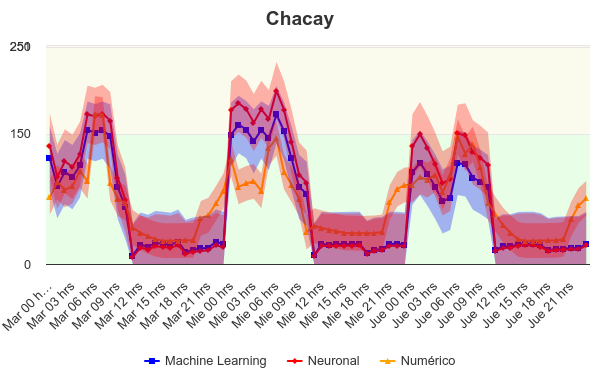 Chacay
250
150
0
Mar 00 h...
Mar 03 hrs
Mar 06 hrs
Mar 09 hrs
Mar 12 hrs
Mar 15 hrs
Mar 18 hrs
Mar 21 hrs
Mie 00 hrs
Mie 03 hrs
Mie 06 hrs
Mie 09 hrs
Mie 12 hrs
Mie 15 hrs
Mie 18 hrs
Mie 21 hrs
Jue 00 hrs
Jue 03 hrs
Jue 06 hrs
Jue 09 hrs
Jue 12 hrs
Jue 15 hrs
Jue 18 hrs
Jue 21 hrs
Machine Learning Neuronal Numérico